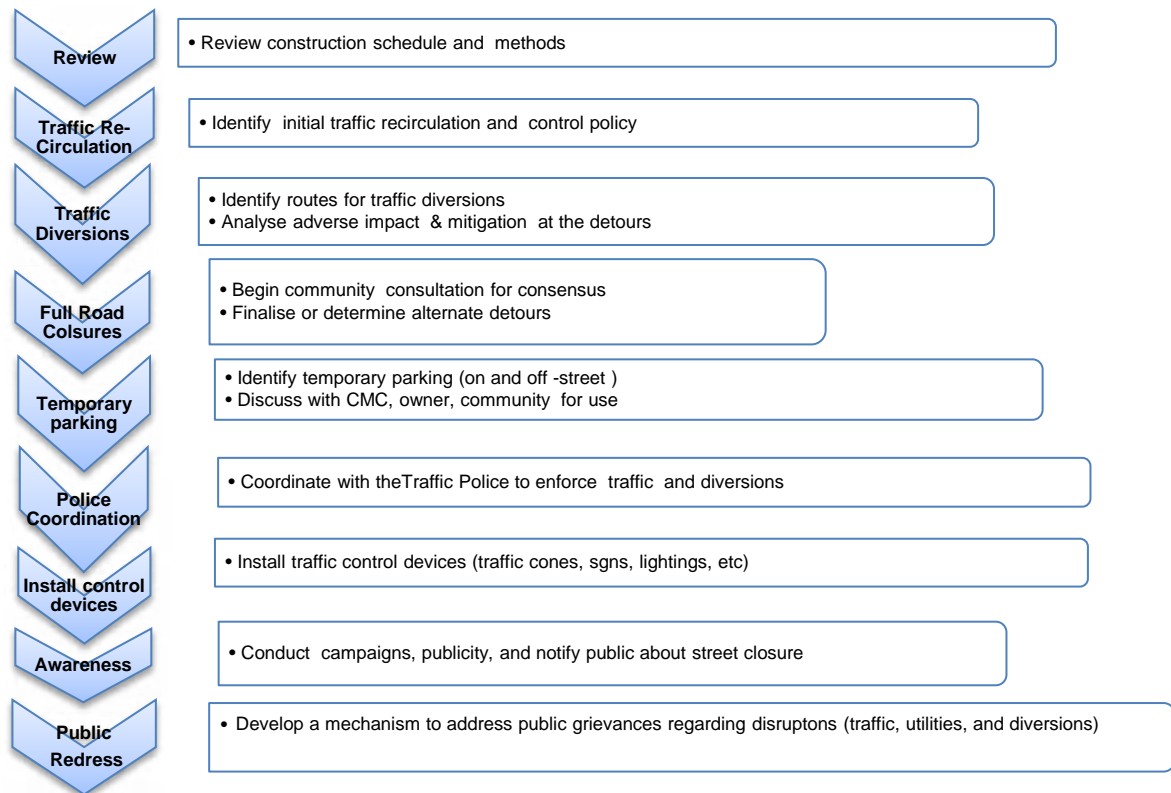 Review
• Review construction schedule and methods
Traffic Re-
Circulation
• Identify initial traffic recirculation and control policy
Traffic
Diversions
• Identify routes for traffic diversions
• Analyse adverse impact & mitigation at the detours
Full Road
Colsures
• Begin community consultation for consensus
• Finalise or determine alternate detours
Temporary
parking
• Identify temporary parking (on and off -street )
• Discuss with CMC, owner, community for use
Police
Coordination
• Coordinate with theTraffic Police to enforce traffic and diversions
Install control
devices
• Install traffic control devices (traffic cones, sgns, lightings, etc)
Awareness
• Conduct campaigns, publicity, and notify public about street closure
Public
Redress
• Develop a mechanism to address public grievances regarding disruptons (traffic, utilities, and diversions)